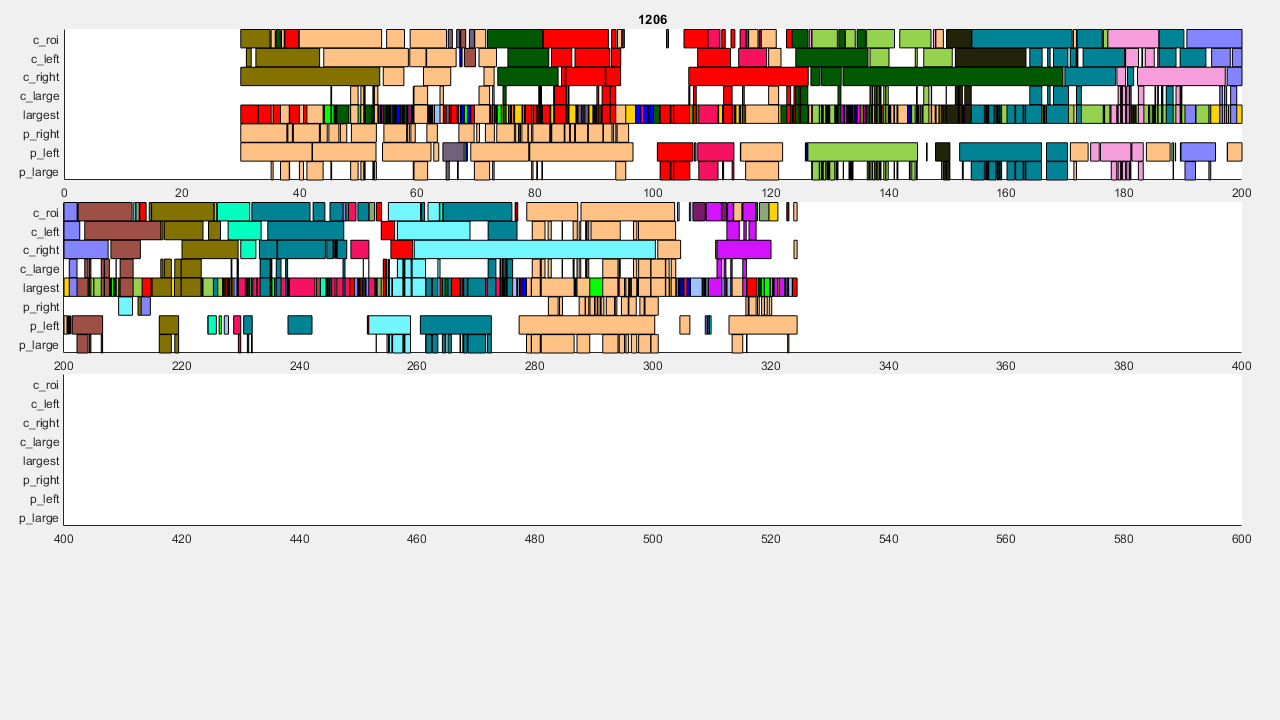 1206
c_roi
c_left
c_right
c_large
largest
p_right
p_left
p_large
0 20 40 60 80 100 120 140 160 180 200
c_roi
c_left
c_right
c_large
largest
p_right
p_left
p_large
200 220 240 260 280 300 320 340 360 380 400
c_roi
c_left
c_right
c_large
largest
p_right
p_left
p_large
400 420 440 460 480 500 520 540 560 580 600